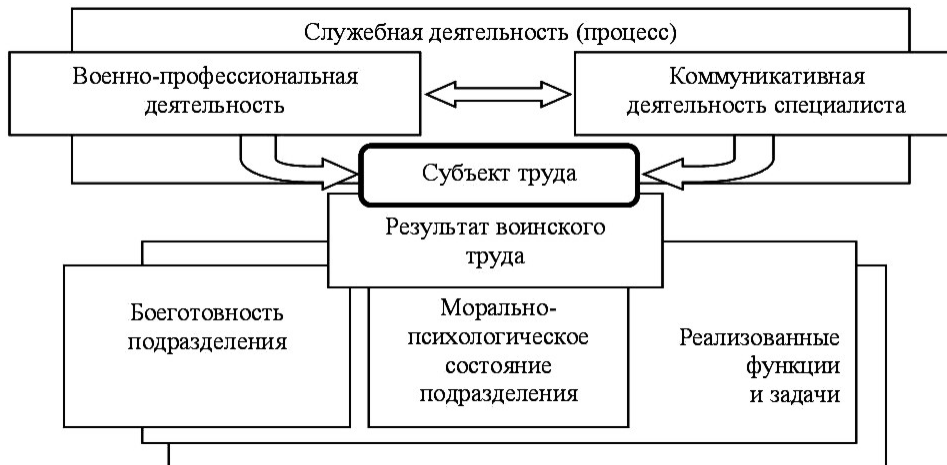 Служебная деятельность (процесс)
Военно-профессиональная
деятельность
Коммуникативная
деятельность специалиста
Субъект труда
Результат воинского
труда
Боеготовность
подразделения
Морально-
психологическое
состояние
подразделения
Реализованные
функции
и задачи